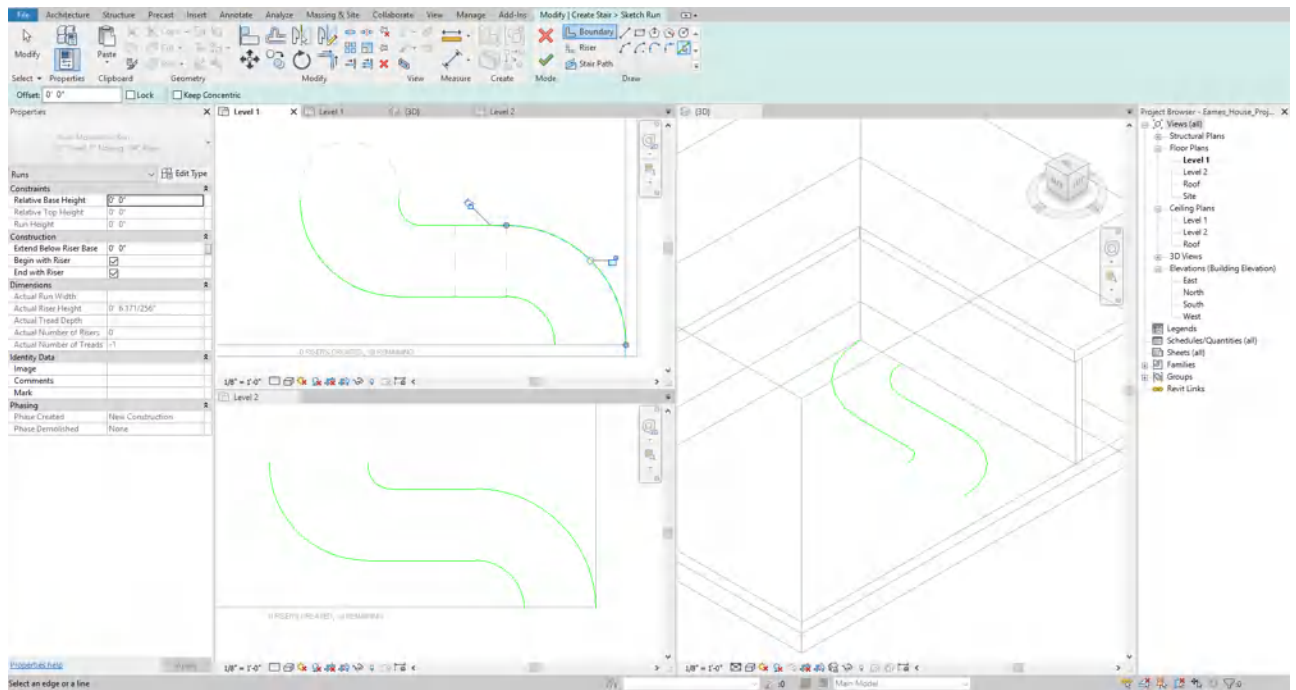 File Architecture Structure Precast Insert Annotate Analyze Massing & Site Collaborate View Manage Add-Ins Modify | Create Stair > Sketch Run
Modify
Paste
Boundary
Riser
Stair Path
Select Properties Clipboard Geometry Modify View Measure Create Mode Draw
Offset: 0' 0" Lock Keep Concentric
Properties
Runs
Edit Type
Constraints
Relative Base Height 0' 0"
Relative Top Height 0' 0"
Run Height 0' 0"
Construction
Extend Below Riser Base 0' 0"
Begin with Riser
End with Riser
Dimensions
Actual Run Width
Actual Riser Height 0' 6 371/256"
Actual Tread Depth
Actual Number of Risers 0
Actual Number of Treads -1
Identity Data
Image
Comments
Mark
Phasing
Phase Created New Construction
Phase Demolished None
Properties help
Select an edge or a line
Level 1 Level 1 {3D} Level 2
1/8" = 1'-0"
Level 2
1/8" = 1'-0"
{3D}
1/8" = 1'-0"
:0 Main Model
Project Browser - Eames_House_Proj...
Views (all)
Structural Plans
Floor Plans
Level 1
Level 2
Roof
Site
Ceiling Plans
Level 1
Level 2
Roof
3D Views
Elevations (Building Elevation)
East
North
South
West
Legends
Schedules/Quantities (all)
Sheets (all)
Families
Groups
Revit Links
:0